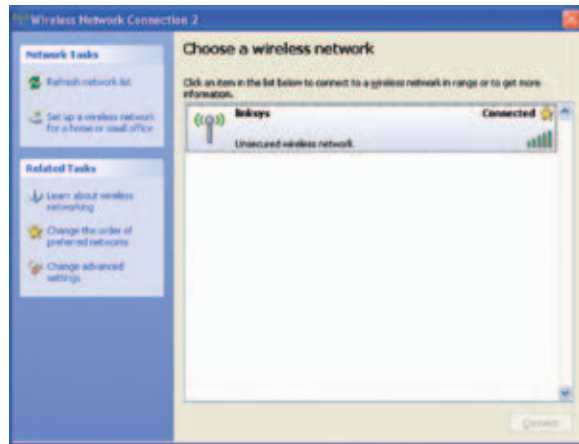 Wireless Network Connection 2
Network Tasks
Refresh network list
Set up a wireless network
for a home or small office
Related Tasks
Learn about wireless
networking
Change the order of
preferred networks
Change advanced
settings
Choose a wireless network
Click an item in the list below to connect to a wireless network in range or to get more
information.
linksys
Connected
Unsecured wireless network
Connect